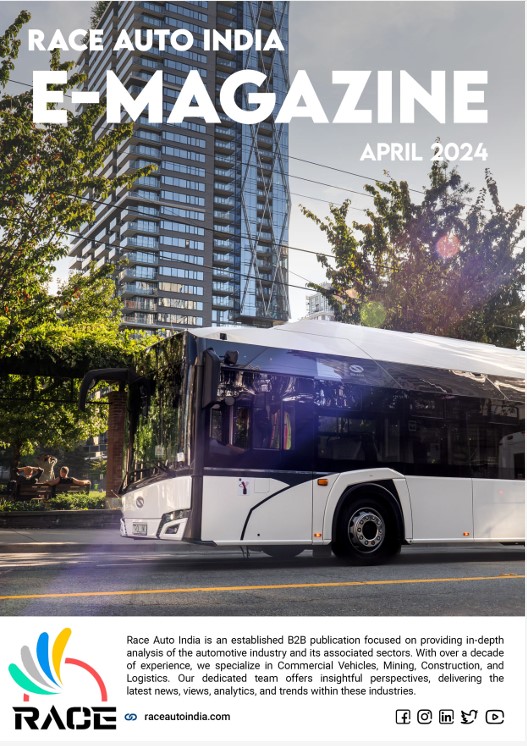 RACE AUTO INDIA
E-MAGAZINE
APRIL 2024
Race Auto India is an established B2B publication focused on providing in-depth
analysis of the automotive industry and its associated sectors. With over a decade
of experience, we specialize in Commercial Vehicles, Mining, Construction, and
Logistics. Our dedicated team offers insightful perspectives, delivering the
latest news, views, analytics, and trends within these industries.
RACE
raceautoindia.com